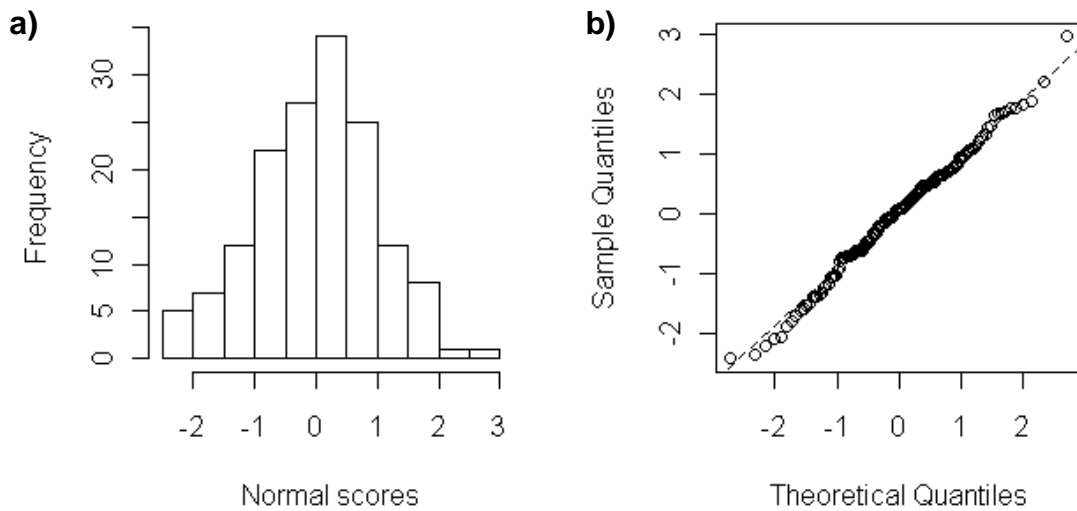 a)
Frequency
0 5 10 20 30
-2 -1 0 1 2 3
Normal scores
b)
Sample Quantiles
-2 -1 0 1 2 3
-2 -1 0 1 2
Theoretical Quantiles